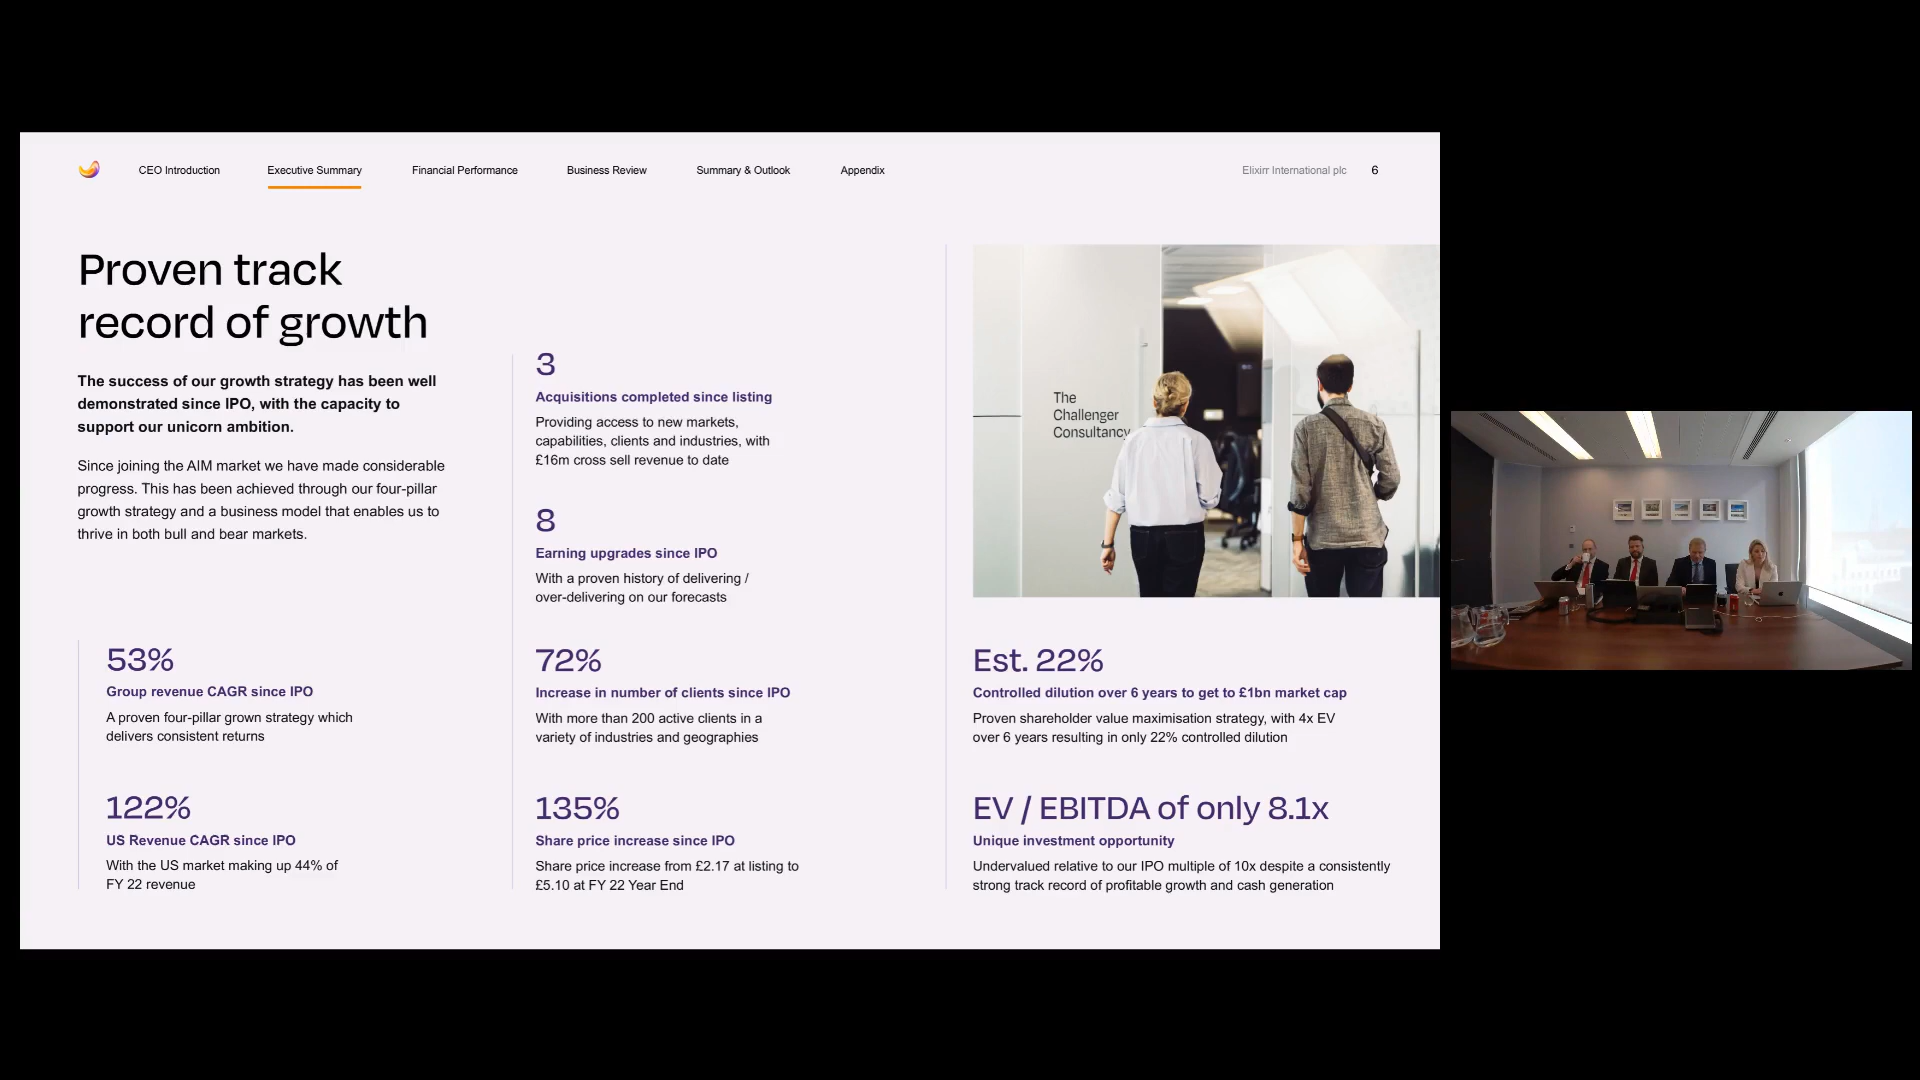 CEO Introduction Executive Summary Financial Performance Business Review Summary & Outlook Appendix Elixirr International plc 6
Proven track
record of growth
The success of our growth strategy has been well
demonstrated since IPO, with the capacity to
support our unicorn ambition.
Since joining the AIM market we have made considerable
progress. This has been achieved through our four-pillar
growth strategy and a business model that enables us to
thrive in both bull and bear markets.
53%
Group revenue CAGR since IPO
A proven four-pillar grown strategy which
delivers consistent returns
122%
US Revenue CAGR since IPO
With the US market making up 44% of
FY 22 revenue
3
Acquisitions completed since listing
Providing access to new markets,
capabilities, clients and industries, with
£16m cross sell revenue to date
8
Earning upgrades since IPO
With a proven history of delivering /
over-delivering on our forecasts
72%
Increase in number of clients since IPO
With more than 200 active clients in a
variety of industries and geographies
135%
Share price increase since IPO
Share price increase from £2.17 at listing to
£5.10 at FY 22 Year End
The
Challenger
Consultancy
Est. 22%
Controlled dilution over 6 years to get to £1bn market cap
Proven shareholder value maximisation strategy, with 4x EV
over 6 years resulting in only 22% controlled dilution
EV / EBITDA of only 8.1x
Unique investment opportunity
Undervalued relative to our IPO multiple of 10x despite a consistently
strong track record of profitable growth and cash generation